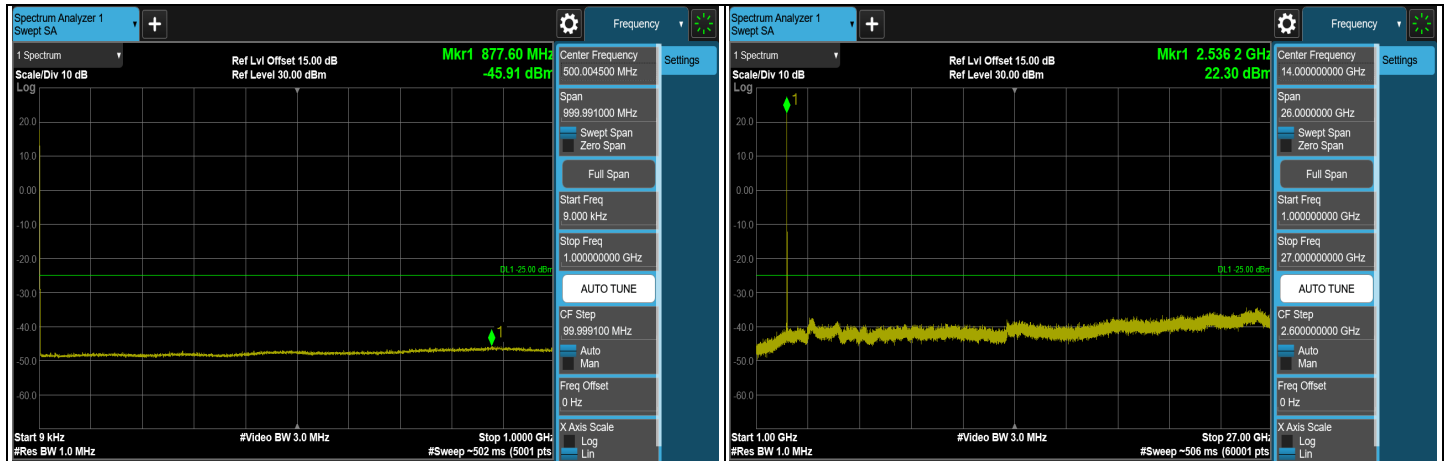 Spectrum Analyzer 1
Swept SA
+
Frequency
1 Spectrum
Scale/Div 10 dB
Log
Ref Lvl Offset 15.00 dB
Ref Level 30.00 dBm
Mkr1 877.60 MHz
-45.91 dBm
20.0
10.0
0.00
-10.0
-20.0
-30.0
-40.0
-50.0
-60.0
DL1 -25.00 dBm
1
Start 9 kHz
#Res BW 1.0 MHz
#Video BW 3.0 MHz
Stop 1.0000 GHz
#Sweep ~502 ms (5001 pts
Center Frequency
500.004500 MHz
Settings
Span
999.991000 MHz
Swept Span
Zero Span
Full Span
Start Freq
9.000 kHz
Stop Freq
1.000000000 GHz
AUTO TUNE
CF Step
99.999100 MHz
Auto
Man
Freq Offset
0 Hz
X Axis Scale
Log
Lin
Spectrum Analyzer 1
Swept SA
+
Frequency
1 Spectrum
Scale/Div 10 dB
Log
Ref Lvl Offset 15.00 dB
Ref Level 30.00 dBm
Mkr1 2.536 2 GHz
22.30 dBm
1
20.0
10.0
0.00
-10.0
-20.0
-30.0
-40.0
-50.0
-60.0
DL1 -25.00 dBm
Start 1.00 GHz
#Res BW 1.0 MHz
#Video BW 3.0 MHz
Stop 27.00 GHz
#Sweep ~506 ms (60001 pts
Center Frequency
14.000000000 GHz
Settings
Span
26.0000000 GHz
Swept Span
Zero Span
Full Span
Start Freq
1.000000000 GHz
Stop Freq
27.000000000 GHz
AUTO TUNE
CF Step
2.600000000 GHz
Auto
Man
Freq Offset
0 Hz
X Axis Scale
Log
Lin